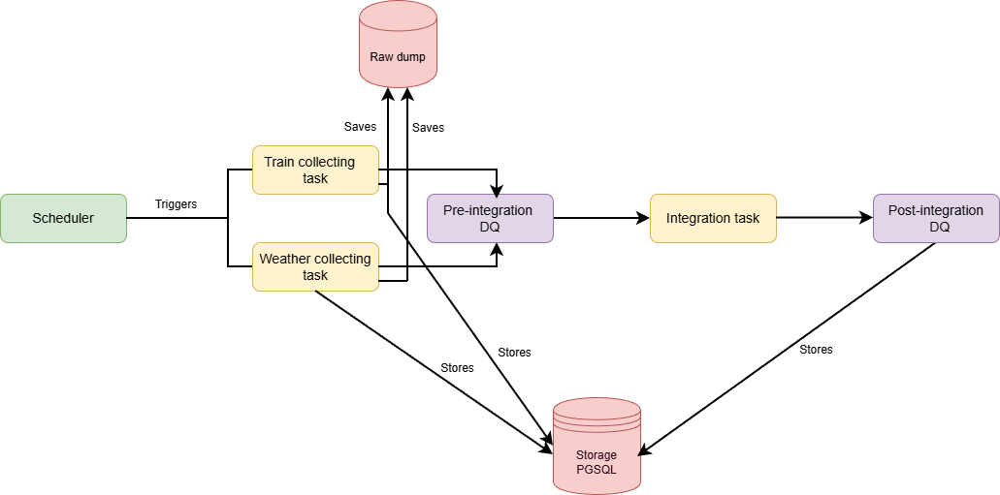 Raw dump
Saves
Saves
Train collecting
task
Scheduler
Triggers
Pre-integration
DQ
Integration task
Post-integration
DQ
Weather collecting
task
Stores
Stores
Stores
Storage
PGSQL